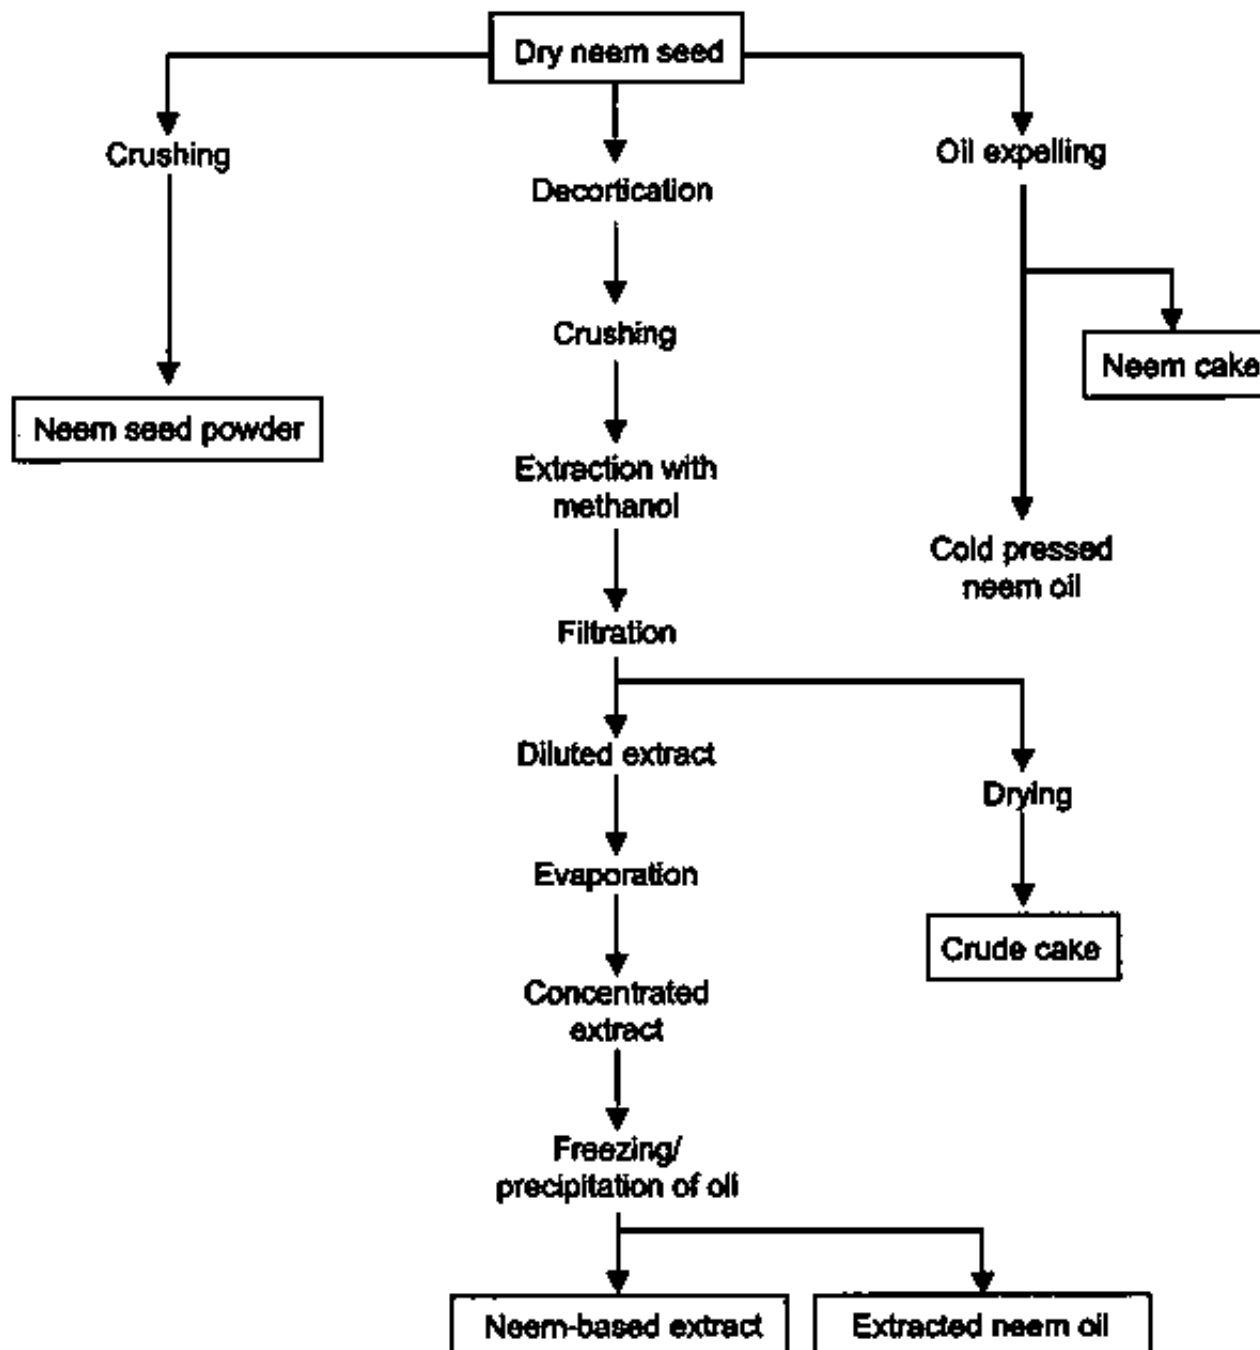 Dry neem seed
Crushing
Oil expelling
Decortication
Crushing
Neem cake
Neem seed powder
Extraction with
methanol
Cold pressed
neem oil
Filtration
Diluted extract
Drying
Evaporation
Crude cake
Concentrated
extract
Freezing/
precipitation of oli
Neem-based extract
Extracted neem oil